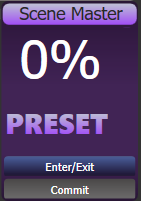 Scene Master
0%
PRESET
Enter/Exit
Commit